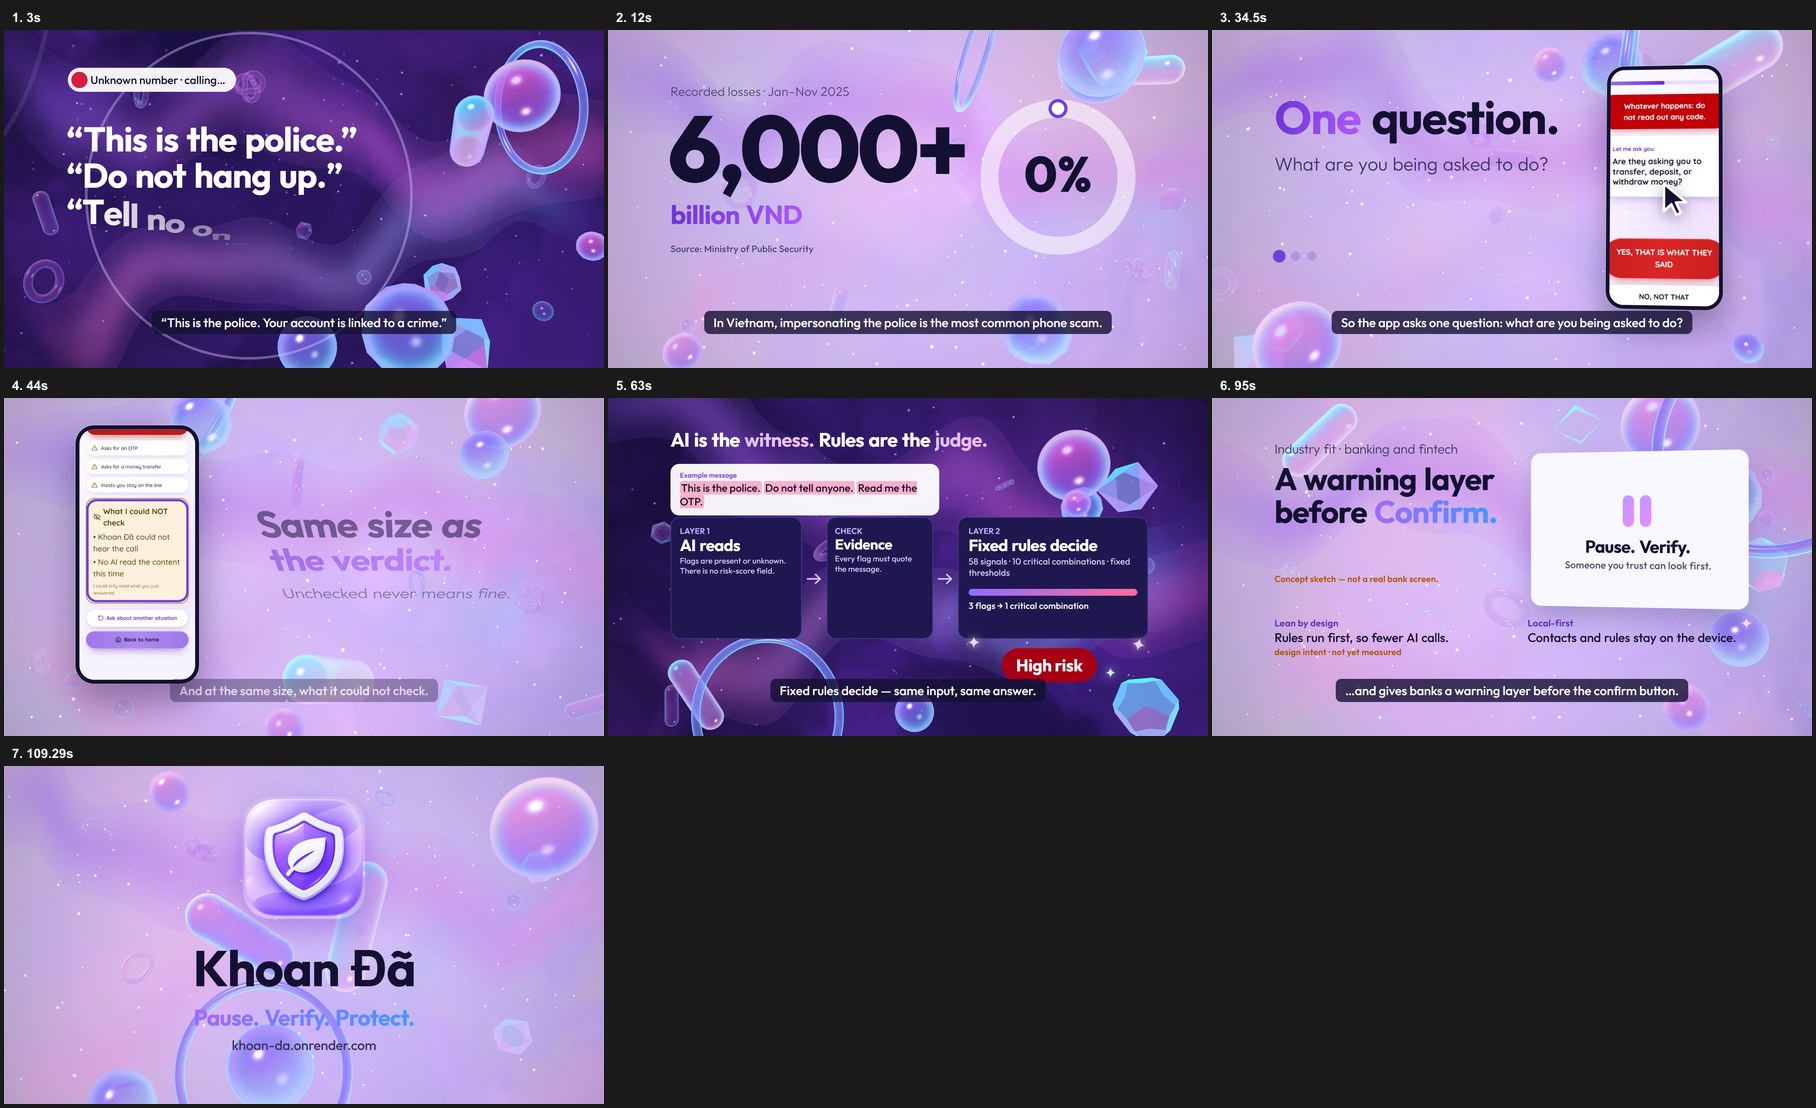 1. 3s
Unknown number · calling...
“This is the police.”
“Do not hang up.”
“Tell no on
“This is the police. Your account is linked to a crime.”
2. 12s
Recorded losses · Jan–Nov 2025
6,000+
0%
billion VND
Source: Ministry of Public Security
In Vietnam, impersonating the police is the most common phone scam.
3. 34.5s
One question.
What are you being asked to do?
Whatever happens: do
not read out any code.
Let me ask you:
Are they asking you to
transfer, deposit, or
withdraw money?
YES, THAT IS WHAT THEY
SAID
NO, NOT THAT
So the app asks one question: what are you being asked to do?
4. 44s
Asks for an OTP
Asks for a money transfer
Insists you stay on the line
What I could NOT
check
• Khoan Đã could not
hear the call
• No AI read the content
this time
I could only read what you just
answered.
Ask about another situation
Back to home
Same size as
the verdict.
Unchecked never means fine.
And at the same size, what it could not check.
5. 63s
AI is the witness. Rules are the judge.
Example message
This is the police. Do not tell anyone. Read me the
OTP.
LAYER 1
AI reads
Flags are present or unknown.
There is no risk-score field.
CHECK
Evidence
Every flag must quote
the message.
LAYER 2
Fixed rules decide
58 signals · 10 critical combinations · fixed
thresholds
3 flags → 1 critical combination
High risk
Fixed rules decide — same input, same answer.
6. 95s
Industry fit · banking and fintech
A warning layer
before Confirm.
Concept sketch — not a real bank screen.
Pause. Verify.
Someone you trust can look first.
Lean by design
Rules run first, so fewer AI calls.
design intent · not yet measured
Local-first
Contacts and rules stay on the device.
...and gives banks a warning layer before the confirm button.
7. 109.29s
Khoan Đã
Pause. Verify. Protect.
khoan-da.onrender.com